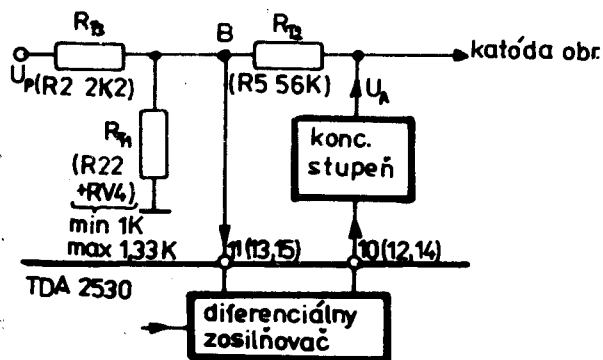 R13
B
R12
katóda obr.
Up (R2 2K2)
(R5 56K)
UA
R11
(R22
+RV4)
min 1K
max 1,33K
konc.
stupeň
11(13,15)
10(12,14)
TDA 2530
diferenciálny
zosilňovač